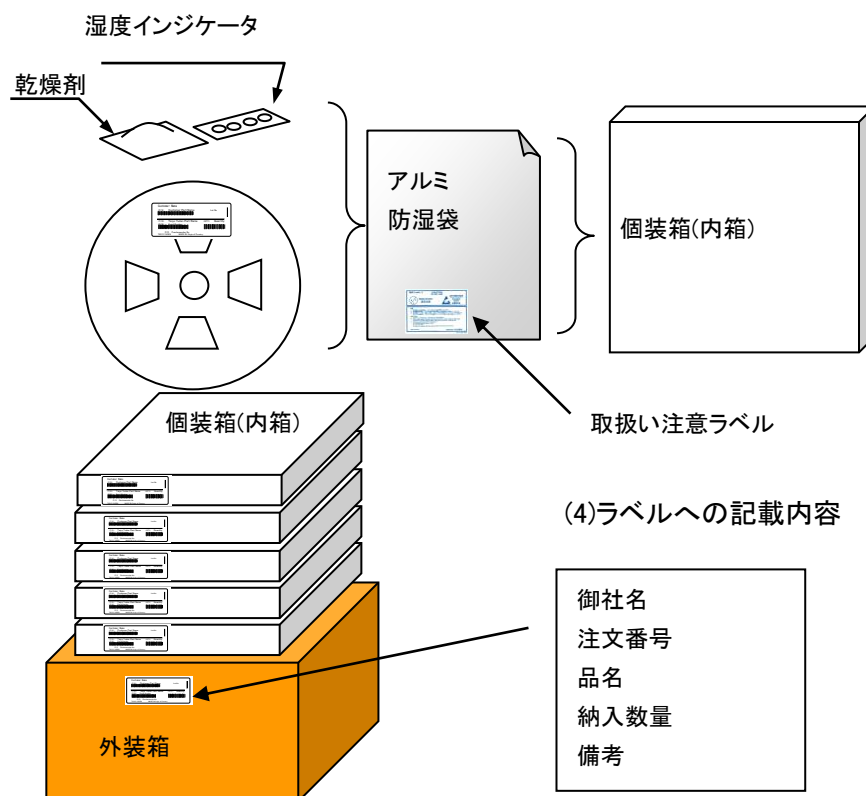 湿度インジケータ
乾燥剤
アルミ
防湿袋
個装箱(内箱)
取扱い注意ラベル
個装箱(内箱)
(4)ラベルへの記載内容
御社名
注文番号
品名
納入数量
備考
外装箱